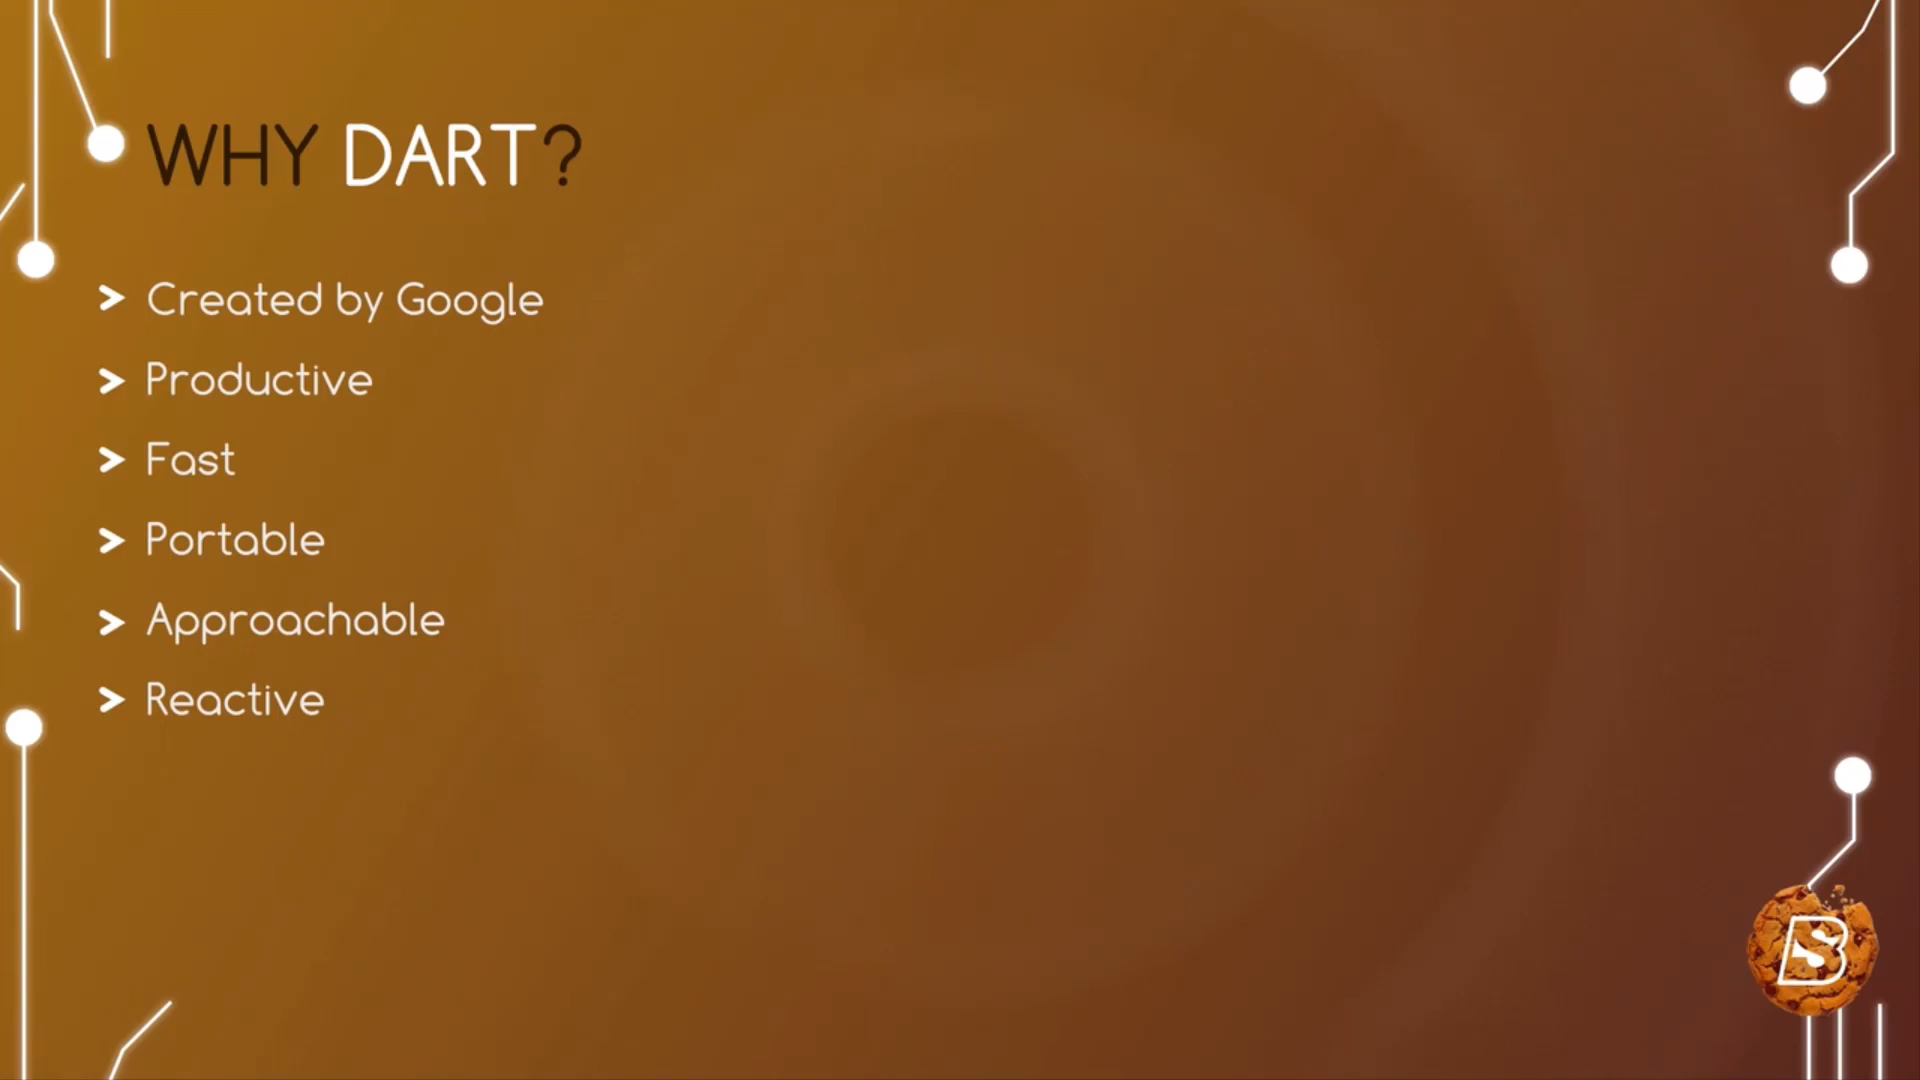 WHY DART?
> Created by Google
> Productive
> Fast
> Portable
> Approachable
> Reactive